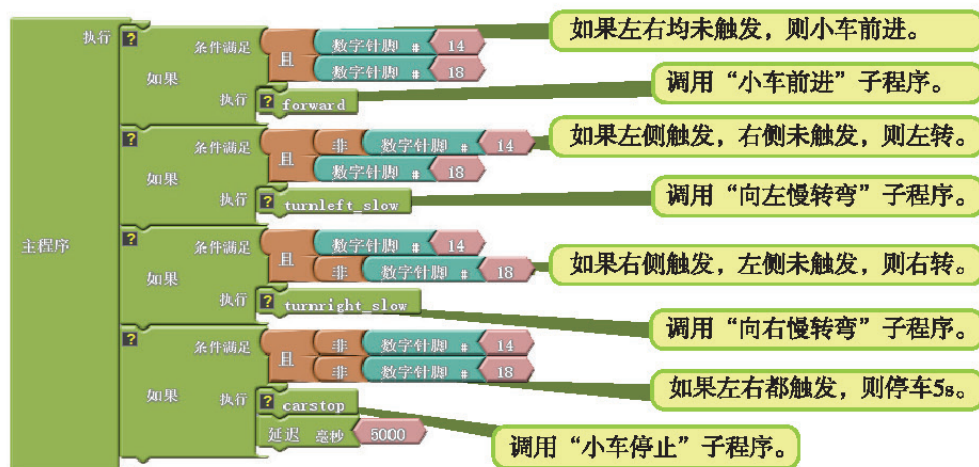 执行
?
如果
条件满足
且
数字针脚 # 14
数字针脚 # 18
如果左右均未触发，则小车前进。
执行
? forward
调用“小车前进”子程序。
?
如果
条件满足
且
非 数字针脚 # 14
数字针脚 # 18
如果左侧触发，右侧未触发，则左转。
执行
? turnleft_slow
调用“向左慢转弯”子程序。
主程序
?
如果
条件满足
且
数字针脚 # 14
非 数字针脚 # 18
如果右侧触发，左侧未触发，则右转。
执行
? turnright_slow
调用“向右慢转弯”子程序。
?
如果
条件满足
且
非 数字针脚 # 14
非 数字针脚 # 18
如果左右都触发，则停车5s。
执行
? carstop
延迟 毫秒 5000
调用“小车停止”子程序。